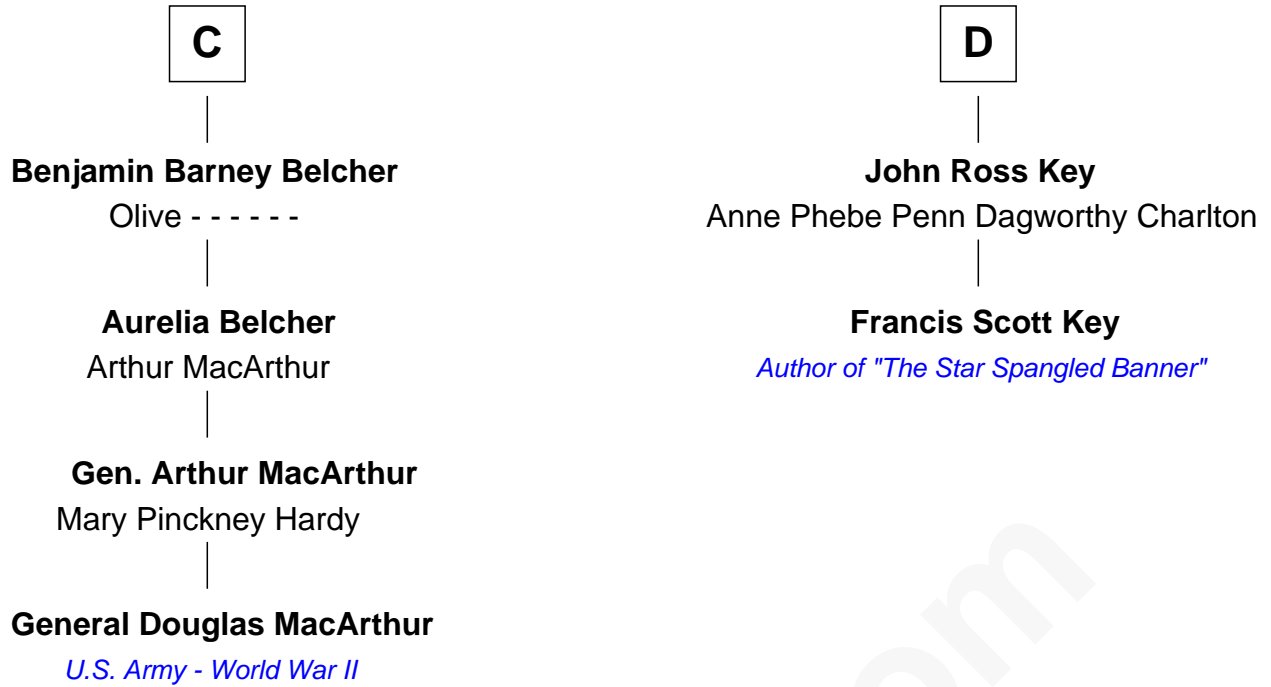 C
Benjamin Barney Belcher
Olive - - - - - -
Aurelia Belcher
Arthur MacArthur
Gen. Arthur MacArthur
Mary Pinckney Hardy
General Douglas MacArthur
U.S. Army - World War II
D
John Ross Key
Anne Phebe Penn Dagworthy Charlton
Francis Scott Key
Author of "The Star Spangled Banner"
om